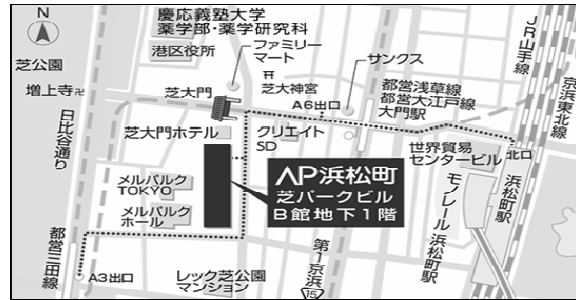 慶応義塾大学
薬学部・薬学研究科
港区役所
ファミリー
マート
サンクス
JR山手線
京浜東北線
芝公園
増上寺卍
芝大門
芝大神宮
A6出口
都営浅草線
都営大江戸線
大門駅
日比谷通り
芝大門ホテル
クリエイト
SD
世界貿易
センタービル
北口
浜松町駅
メルパルク
TOKYO
AP浜松町
芝パークビル
B館地下1階
メルパルク
ホール
モノレール浜松町駅
都営三田線
A3出口
レック芝公園
マンション
第1京浜
15